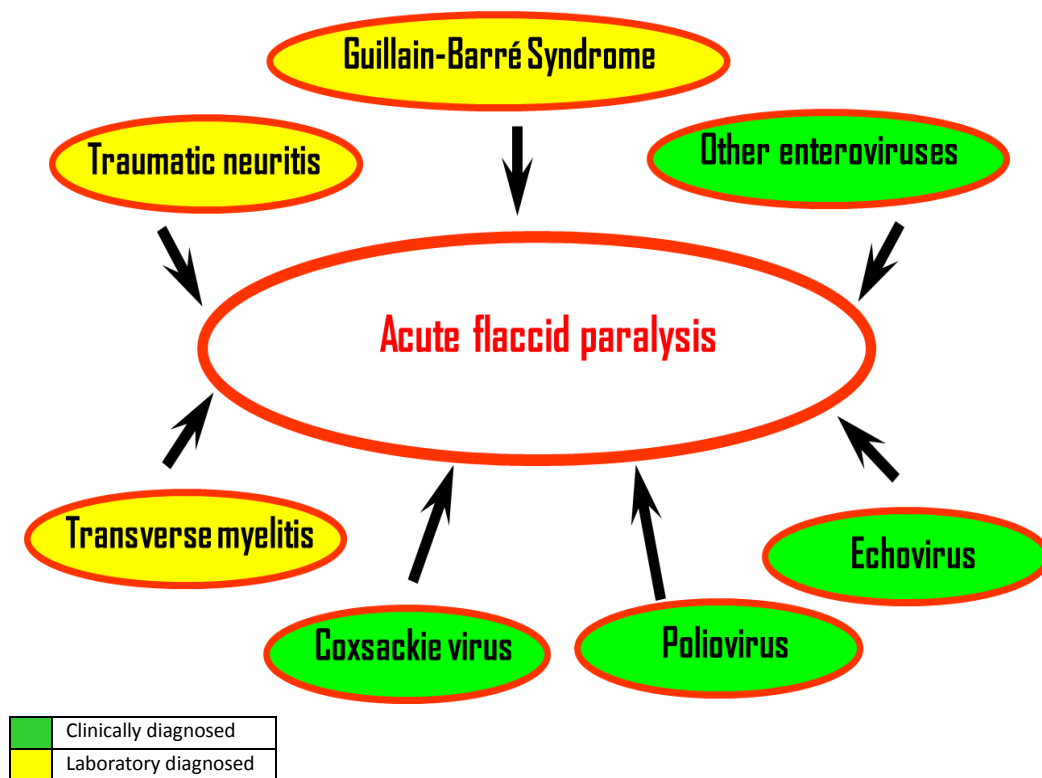 Guillain-Barré Syndrome
Traumatic neuritis
Other enteroviruses
Acute flaccid paralysis
Transverse myelitis
Echovirus
Coxsackie virus
Poliovirus
Clinically diagnosed
Laboratory diagnosed